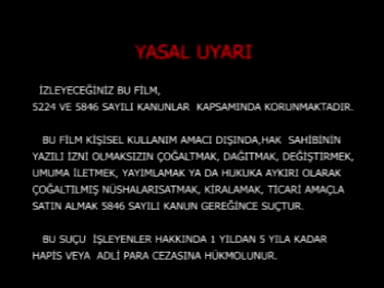 YASAL UYARI
İZLEYECEĞİNİZ BU FİLM,
5224 VE 5846 SAYILI KANUNLAR KAPSAMINDA KORUNMAKTADIR.
BU FİLM KİŞİSEL KULLANIM AMACI DIŞINDA,HAK SAHİBİNİN
YAZILI İZNİ OLMAKSIZIN ÇOĞALTMAK, DAĞITMAK, DEĞİŞTİRMEK,
UMUMA İLETMEK, YAYIMLAMAK YA DA HUKUKA AYKIRI OLARAK
ÇOĞALTILMIŞ NÜSHALARISATMAK, KİRALAMAK, TİCARİ AMAÇLA
SATIN ALMAK 5846 SAYILI KANUN GEREĞİNCE SUÇTUR.
BU SUÇU İŞLEYENLER HAKKINDA 1 YILDAN 5 YILA KADAR
HAPİS VEYA ADLİ PARA CEZASINA HÜKMOLUNUR.